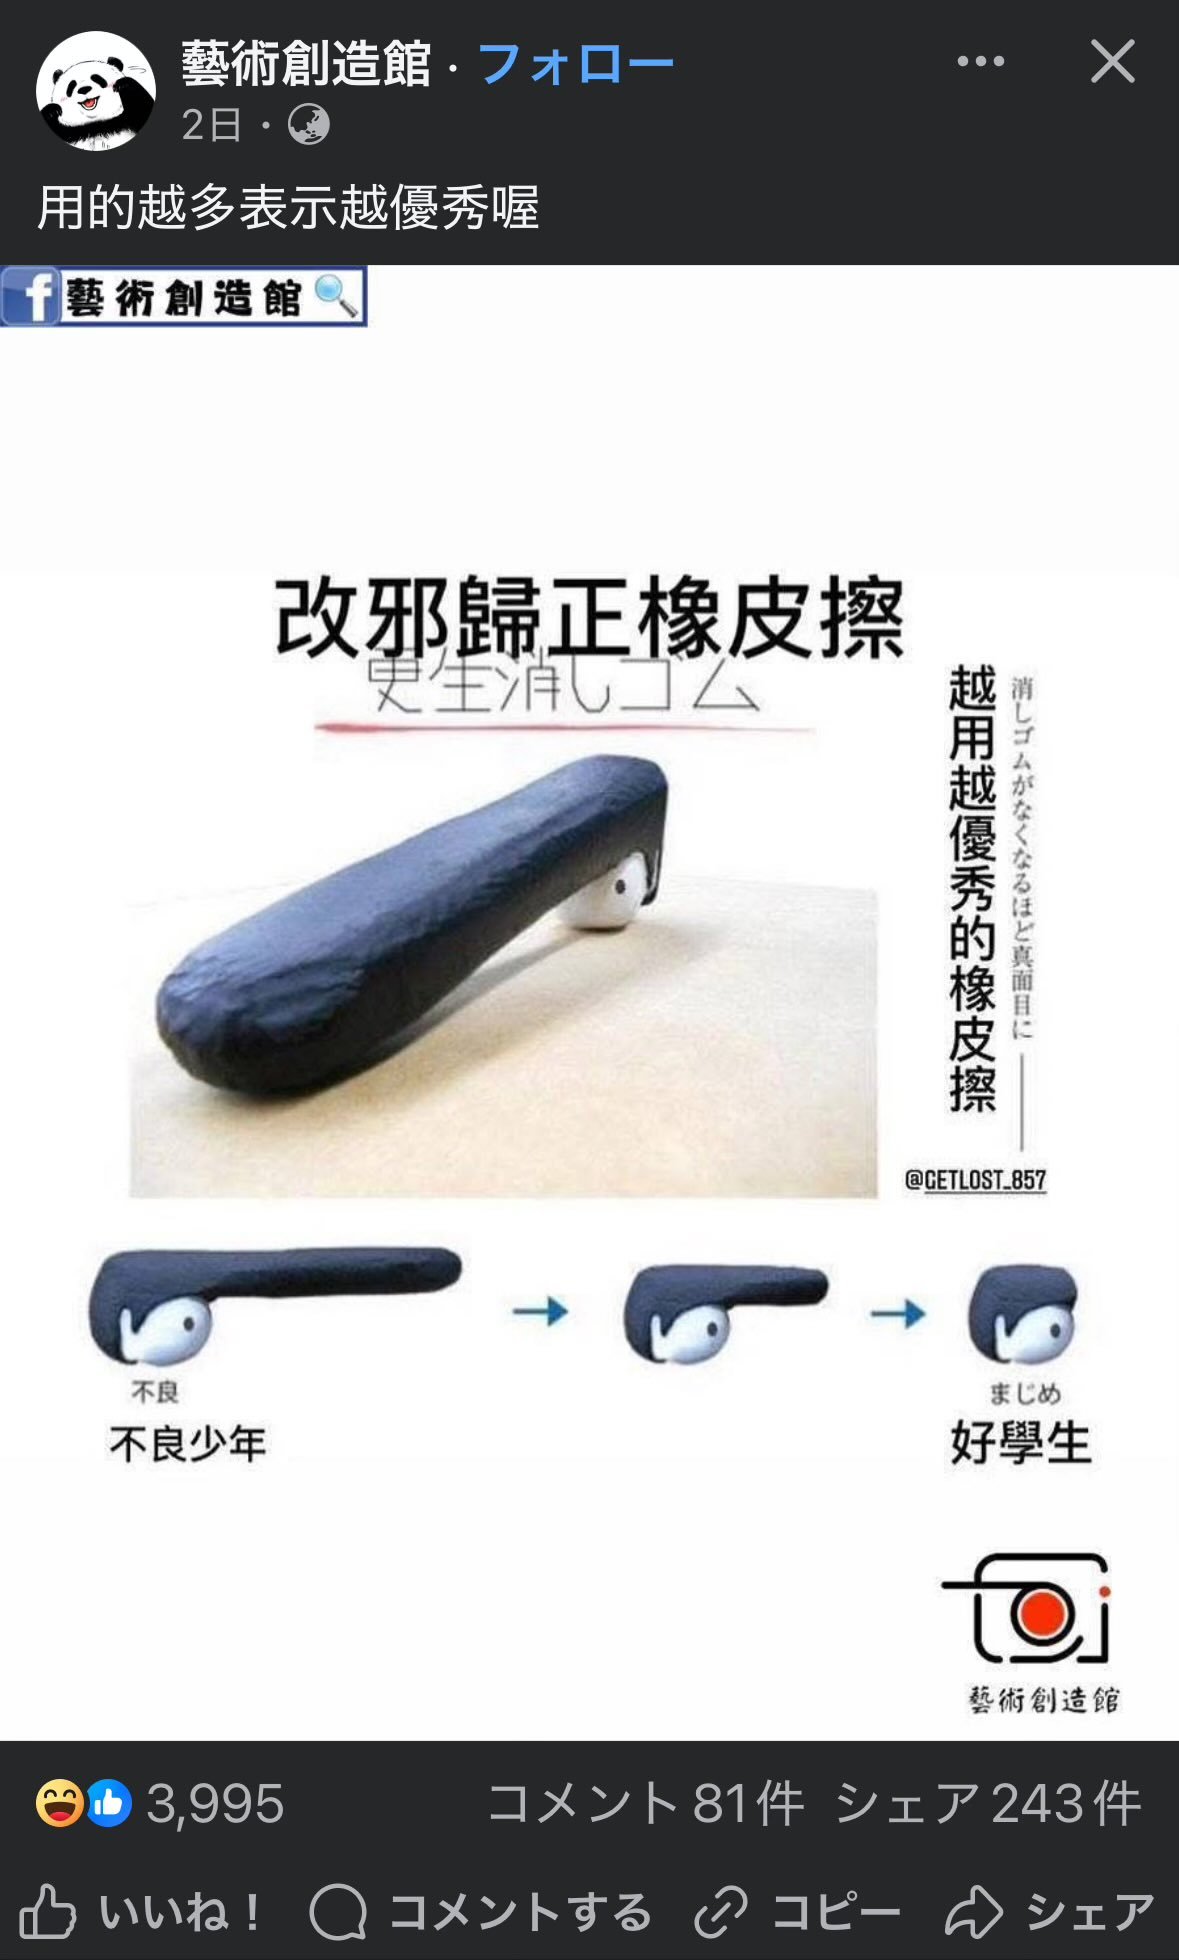 藝術創造館 · フォロー
2日 ·
用的越多表示越優秀喔
藝術創造館
改邪歸正橡皮擦
更生消しゴム
越用越優秀的橡皮擦
消しゴムがなくなるほど真面目に
@GETLOST_857
不良
不良少年
まじめ
好學生
藝術創造館
3,995
コメント81件 シェア243件
いいね！ コメントする コピー シェア